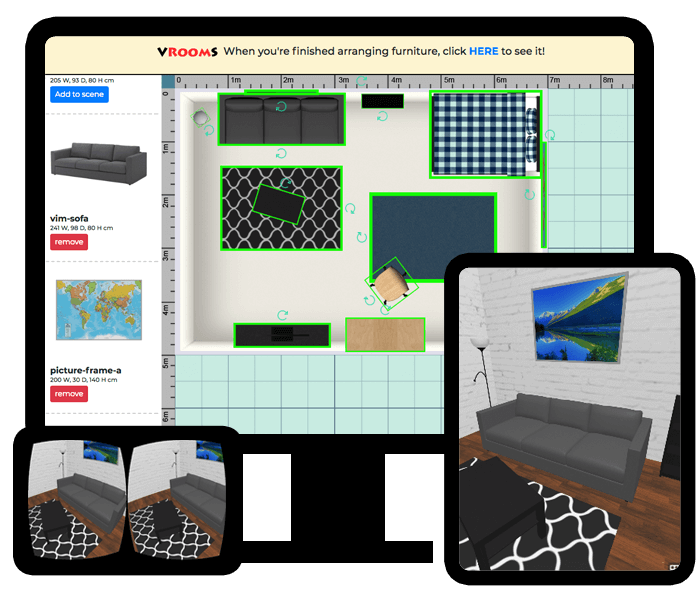 VROOMS When you're finished arranging furniture, click HERE to see it!
205 W, 93 D, 80 H cm
Add to scene
0 1m 2m 3m 4m 5m 6m 7m 8m
0
1m
2m
3m
4m
5m
6m
vim-sofa
241 W, 98 D, 80 H cm
remove
picture-frame-a
200 W, 30 D, 140 H cm
remove